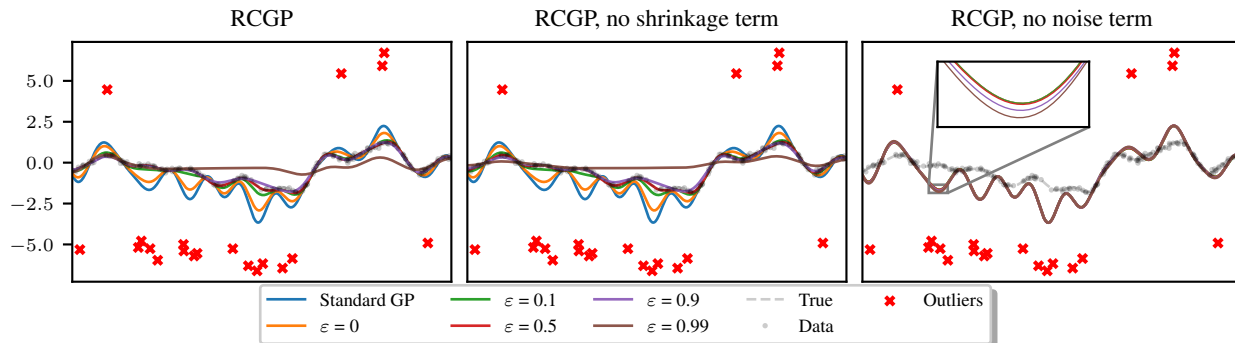 RCGP
RCGP, no shrinkage term
RCGP, no noise term
5.0
2.5
0.0
−2.5
−5.0
Standard GP
ε = 0
ε = 0.1
ε = 0.5
ε = 0.9
ε = 0.99
True
Data
Outliers